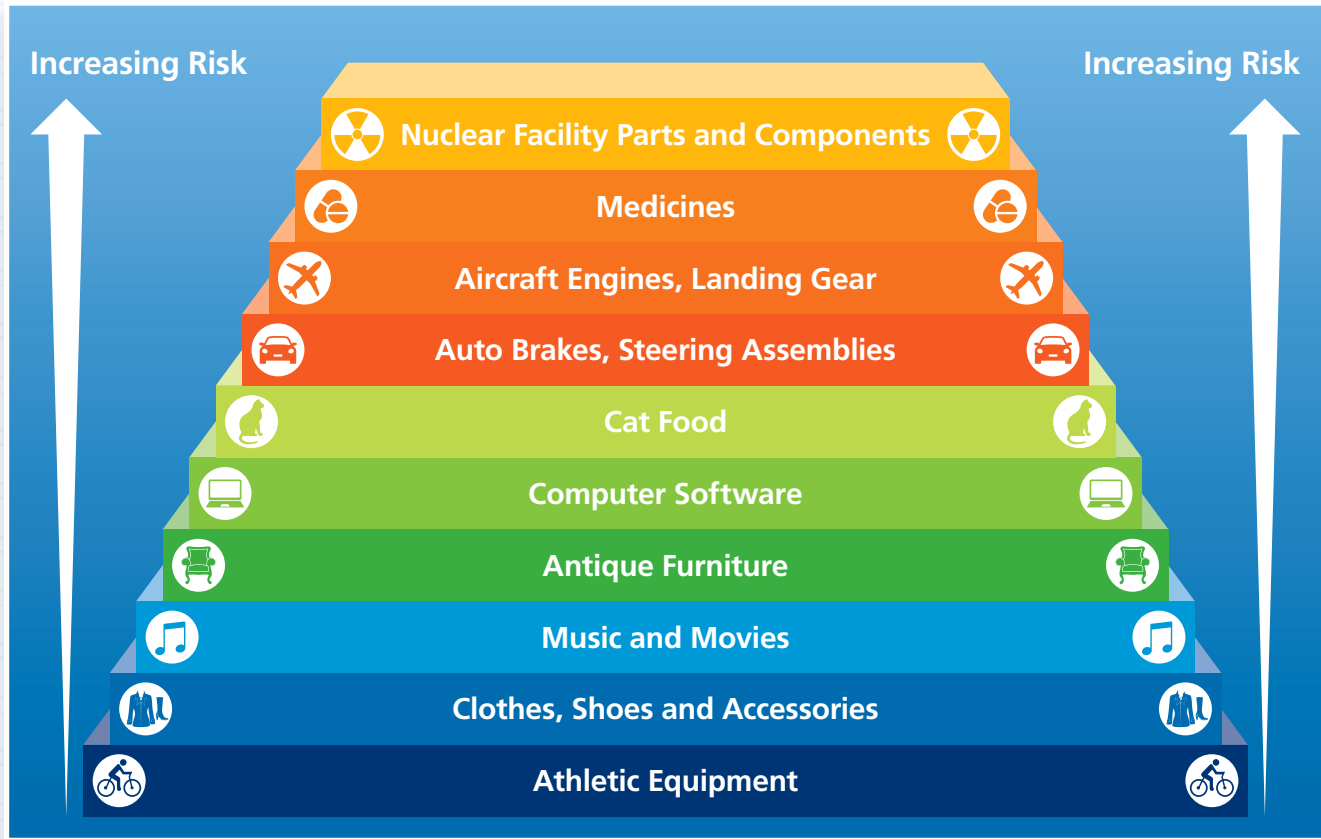 Increasing Risk
Increasing Risk
Nuclear Facility Parts and Components
Medicines
Aircraft Engines, Landing Gear
Auto Brakes, Steering Assemblies
Cat Food
Computer Software
Antique Furniture
Music and Movies
Clothes, Shoes and Accessories
Athletic Equipment